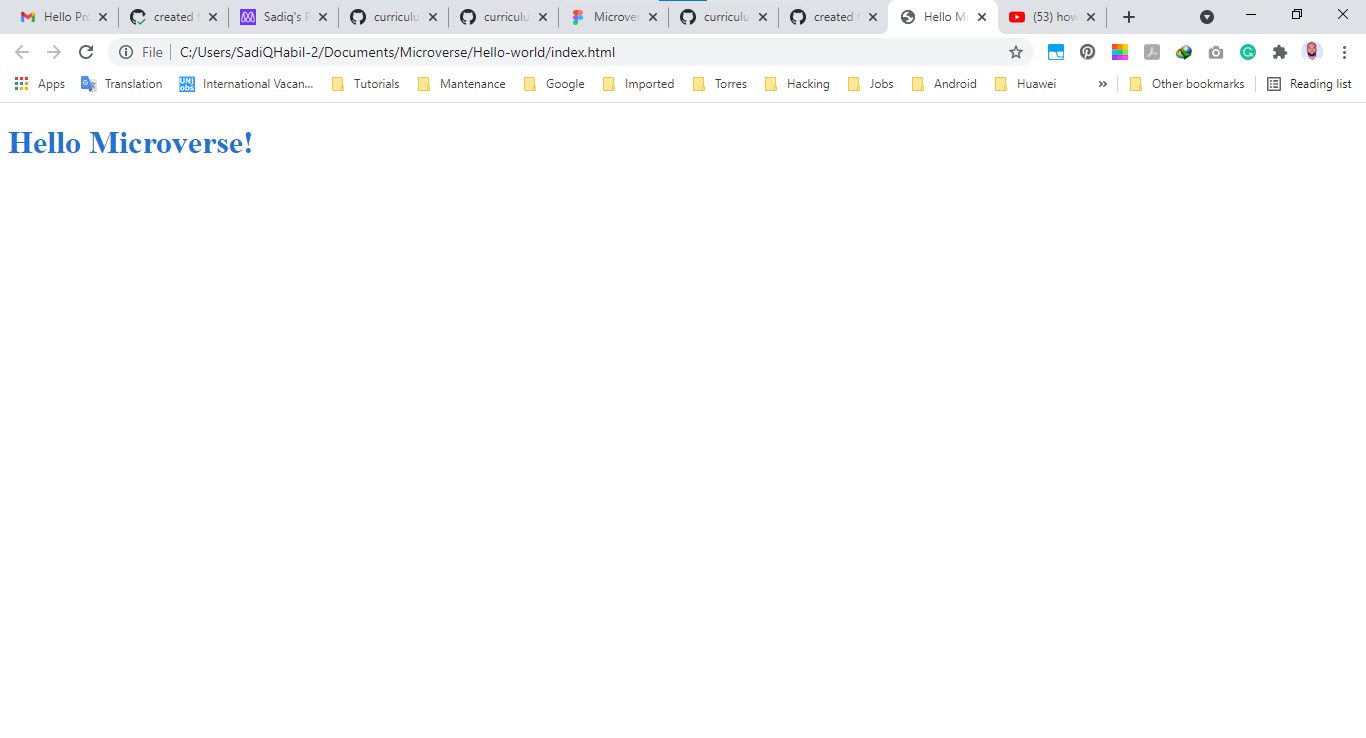 Hello Pro created f Sadiq's P curriculu curriculu Microver curriculu created f Hello Mi (53) how
File C:/Users/SadiQHabil-2/Documents/Microverse/Hello-world/index.html
Apps Translation International Vacan... Tutorials Mantenance Google Imported Torres Hacking Jobs Android Huawei » Other bookmarks Reading list
Hello Microverse!